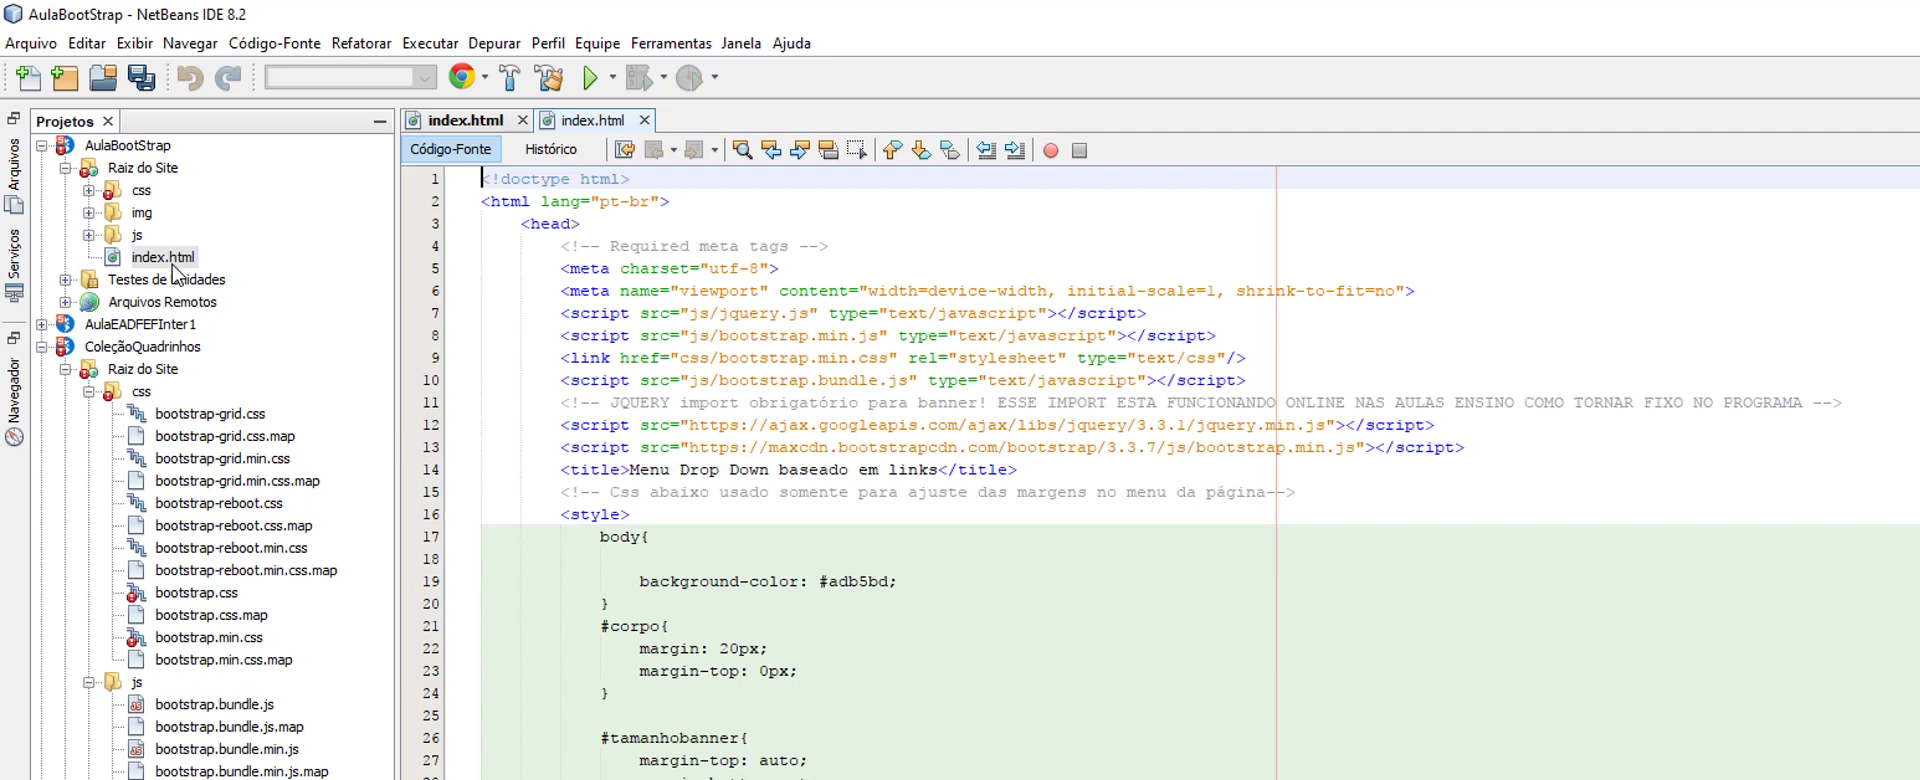 AulaBootStrap - NetBeans IDE 8.2
Arquivo Editar Exibir Navegar Código-Fonte Refatorar Executar Depurar Perfil Equipe Ferramentas Janela Ajuda
Arquivos
Serviços
Navegador
Projetos
AulaBootStrap
Raiz do Site
css
img
js
index.html
Testes de Unidades
Arquivos Remotos
AulaEADFEFInter1
ColeçãoQuadrinhos
Raiz do Site
css
bootstrap-grid.css
bootstrap-grid.css.map
bootstrap-grid.min.css
bootstrap-grid.min.css.map
bootstrap-reboot.css
bootstrap-reboot.css.map
bootstrap-reboot.min.css
bootstrap-reboot.min.css.map
bootstrap.css
bootstrap.css.map
bootstrap.min.css
bootstrap.min.css.map
js
bootstrap.bundle.js
bootstrap.bundle.js.map
bootstrap.bundle.min.js
bootstrap.bundle.min.js.map
index.html index.html
Código-Fonte Histórico
1 <!doctype html>
2 <html lang="pt-br">
3 <head>
4 <!-- Required meta tags -->
5 <meta charset="utf-8">
6 <meta name="viewport" content="width=device-width, initial-scale=1, shrink-to-fit=no">
7 <script src="js/jquery.js" type="text/javascript"></script>
8 <script src="js/bootstrap.min.js" type="text/javascript"></script>
9 <link href="css/bootstrap.min.css" rel="stylesheet" type="text/css"/>
10 <script src="js/bootstrap.bundle.js" type="text/javascript"></script>
11 <!-- JQUERY import obrigatório para banner! ESSE IMPORT ESTA FUNCIONANDO ONLINE NAS AULAS ENSINO COMO TORNAR FIXO NO PROGRAMA -->
12 <script src="https://ajax.googleapis.com/ajax/libs/jquery/3.3.1/jquery.min.js"></script>
13 <script src="https://maxcdn.bootstrapcdn.com/bootstrap/3.3.7/js/bootstrap.min.js"></script>
14 <title>Menu Drop Down baseado em links</title>
15 <!-- Css abaixo usado somente para ajuste das margens no menu da página-->
16 <style>
17 body{
18
19 background-color: #adb5bd;
20 }
21 #corpo{
22 margin: 20px;
23 margin-top: 0px;
24 }
25
26 #tamanhobanner{
27 margin-top: auto;